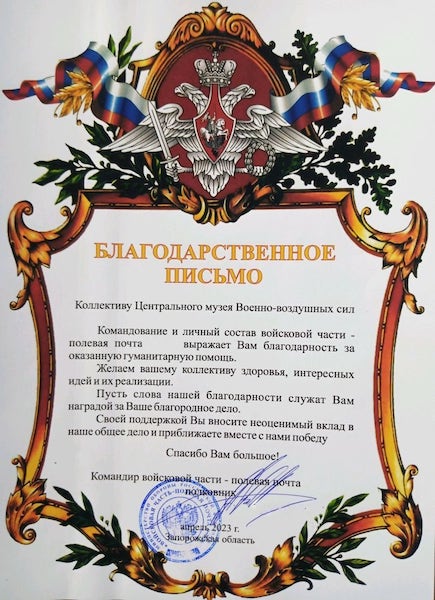 БЛАГОДАРСТВЕННОЕ
ПИСЬМО
Коллективу Центрального музея Военно-воздушных сил
Командование и личный состав войсковой части -
полевая почта выражает Вам благодарность за
оказанную гуманитарную помощь.
Желаем вашему коллективу здоровья, интересных
идей и их реализации.
Пусть слова нашей благодарности служат Вам
наградой за Ваше благородное дело.
Своей поддержкой Вы вносите неоценимый вклад в
наше общее дело и приближаете вместе с нами победу
Спасибо Вам большое!
Командир войсковой части - полевая почта
полковник
апрель 2023 г.
Запорожская область